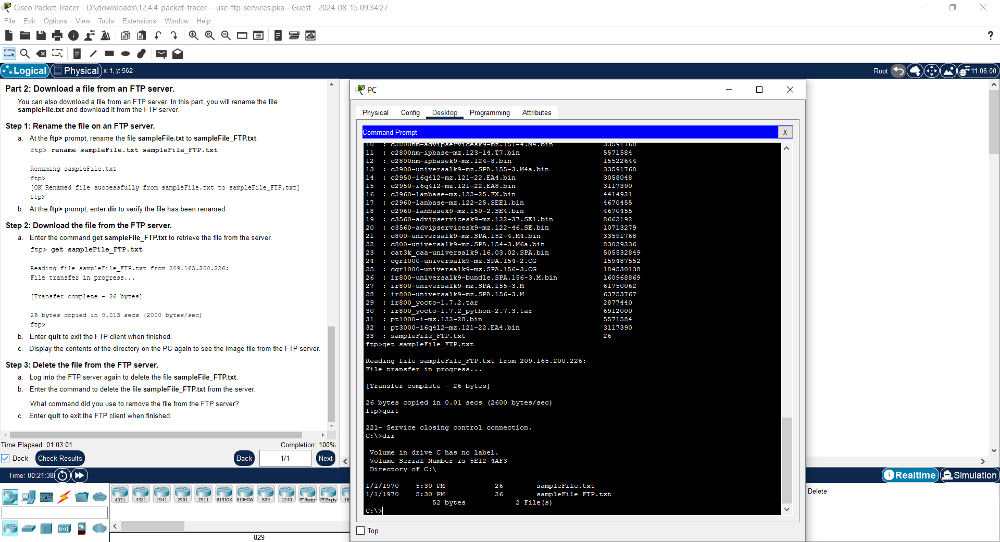 Cisco Packet Tracer - D:\downloads\12.4.4-packet-tracer---use-ftp-services.pka - Guest - 2024-08-15 09:34:27
File Edit Options View Tools Extensions Window Help
?
Logical Physical x: 1, y: 562 Root 11:06:00
Part 2: Download a file from an FTP server.
You can also download a file from an FTP server. In this part, you will rename the file
sampleFile.txt and download it from the FTP server.
Step 1: Rename the file on an FTP server.
a. At the ftp> prompt, rename the file sampleFile.txt to sampleFile_FTP.txt.
ftp> rename sampleFile.txt sampleFile_FTP.txt
Renaming sampleFile.txt
ftp>
[OK Renamed file successfully from sampleFile.txt to sampleFile_FTP.txt]
ftp>
b. At the ftp> prompt, enter dir to verify the file has been renamed.
Step 2: Download the file from the FTP server.
a. Enter the command get sampleFile_FTP.txt to retrieve the file from the server.
ftp> get sampleFile_FTP.txt
Reading file sampleFile_FTP.txt from 209.165.200.226:
File transfer in progress...
[Transfer complete - 26 bytes]
26 bytes copied in 0.013 secs (2000 bytes/sec)
ftp>
b. Enter quit to exit the FTP client when finished.
c. Display the contents of the directory on the PC again to see the image file from the FTP server.
Step 3: Delete the file from the FTP server.
a. Log into the FTP server again to delete the file sampleFile_FTP.txt.
b. Enter the command to delete the file sampleFile_FTP.txt from the server.
What command did you use to remove the file from the FTP server?
c. Enter quit to exit the FTP client when finished.
Time Elapsed: 01:03:01 Completion: 100%
Dock Check Results Back 1/1 Next
PC
Physical Config Desktop Programming Attributes
Command Prompt X
10 : c2800nm-advipservicesk9-mz.151-4.M4.bin 33591768
11 : c2800nm-ipbase-mz.123-14.T7.bin 5571584
12 : c2800nm-ipbasek9-mz.124-8.bin 15522644
13 : c2900-universalk9-mz.SPA.155-3.M4a.bin 33591768
14 : c2950-i6q4l2-mz.121-22.EA4.bin 3058048
15 : c2950-i6q4l2-mz.121-22.EA8.bin 3117390
16 : c2960-lanbase-mz.122-25.FX.bin 4414921
17 : c2960-lanbase-mz.122-25.SEE1.bin 4670455
18 : c2960-lanbasek9-mz.150-2.SE4.bin 4670455
19 : c3560-advipservicesk9-mz.122-37.SE1.bin 8662192
20 : c3560-advipservicesk9-mz.122-46.SE.bin 10713279
21 : c800-universalk9-mz.SPA.152-4.M4.bin 33591768
22 : c800-universalk9-mz.SPA.154-3.M6a.bin 83029236
23 : cat3k_caa-universalk9.16.03.02.SPA.bin 505532849
24 : cgr1000-universalk9-mz.SPA.154-2.CG 159487552
25 : cgr1000-universalk9-mz.SPA.156-3.CG 184530138
26 : ir800-universalk9-bundle.SPA.156-3.M.bin 160968869
27 : ir800-universalk9-mz.SPA.155-3.M 61750062
28 : ir800-universalk9-mz.SPA.156-3.M 63753767
29 : ir800_yocto-1.7.2.tar 2877440
30 : ir800_yocto-1.7.2_python-2.7.3.tar 6912000
31 : pt1000-i-mz.122-28.bin 5571584
32 : pt3000-i6q4l2-mz.121-22.EA4.bin 3117390
33 : sampleFile_FTP.txt 26
ftp>get sampleFile_FTP.txt
Reading file sampleFile_FTP.txt from 209.165.200.226:
File transfer in progress...
[Transfer complete - 26 bytes]
26 bytes copied in 0.01 secs (2600 bytes/sec)
ftp>quit
221- Service closing control connection.
C:\>dir
Volume in drive C has no label.
Volume Serial Number is 5E12-4AF3
Directory of C:\
1/1/1970 5:30 PM 26 sampleFile.txt
1/1/1970 5:30 PM 26 sampleFile_FTP.txt
52 bytes 2 File(s)
C:\>
Top
Time: 00:21:38 Realtime Simulation
4331 4321 1941 2901 2911 819IOX 819HGW 829 1240 PT-Router PT-Empty 18
829
Delete